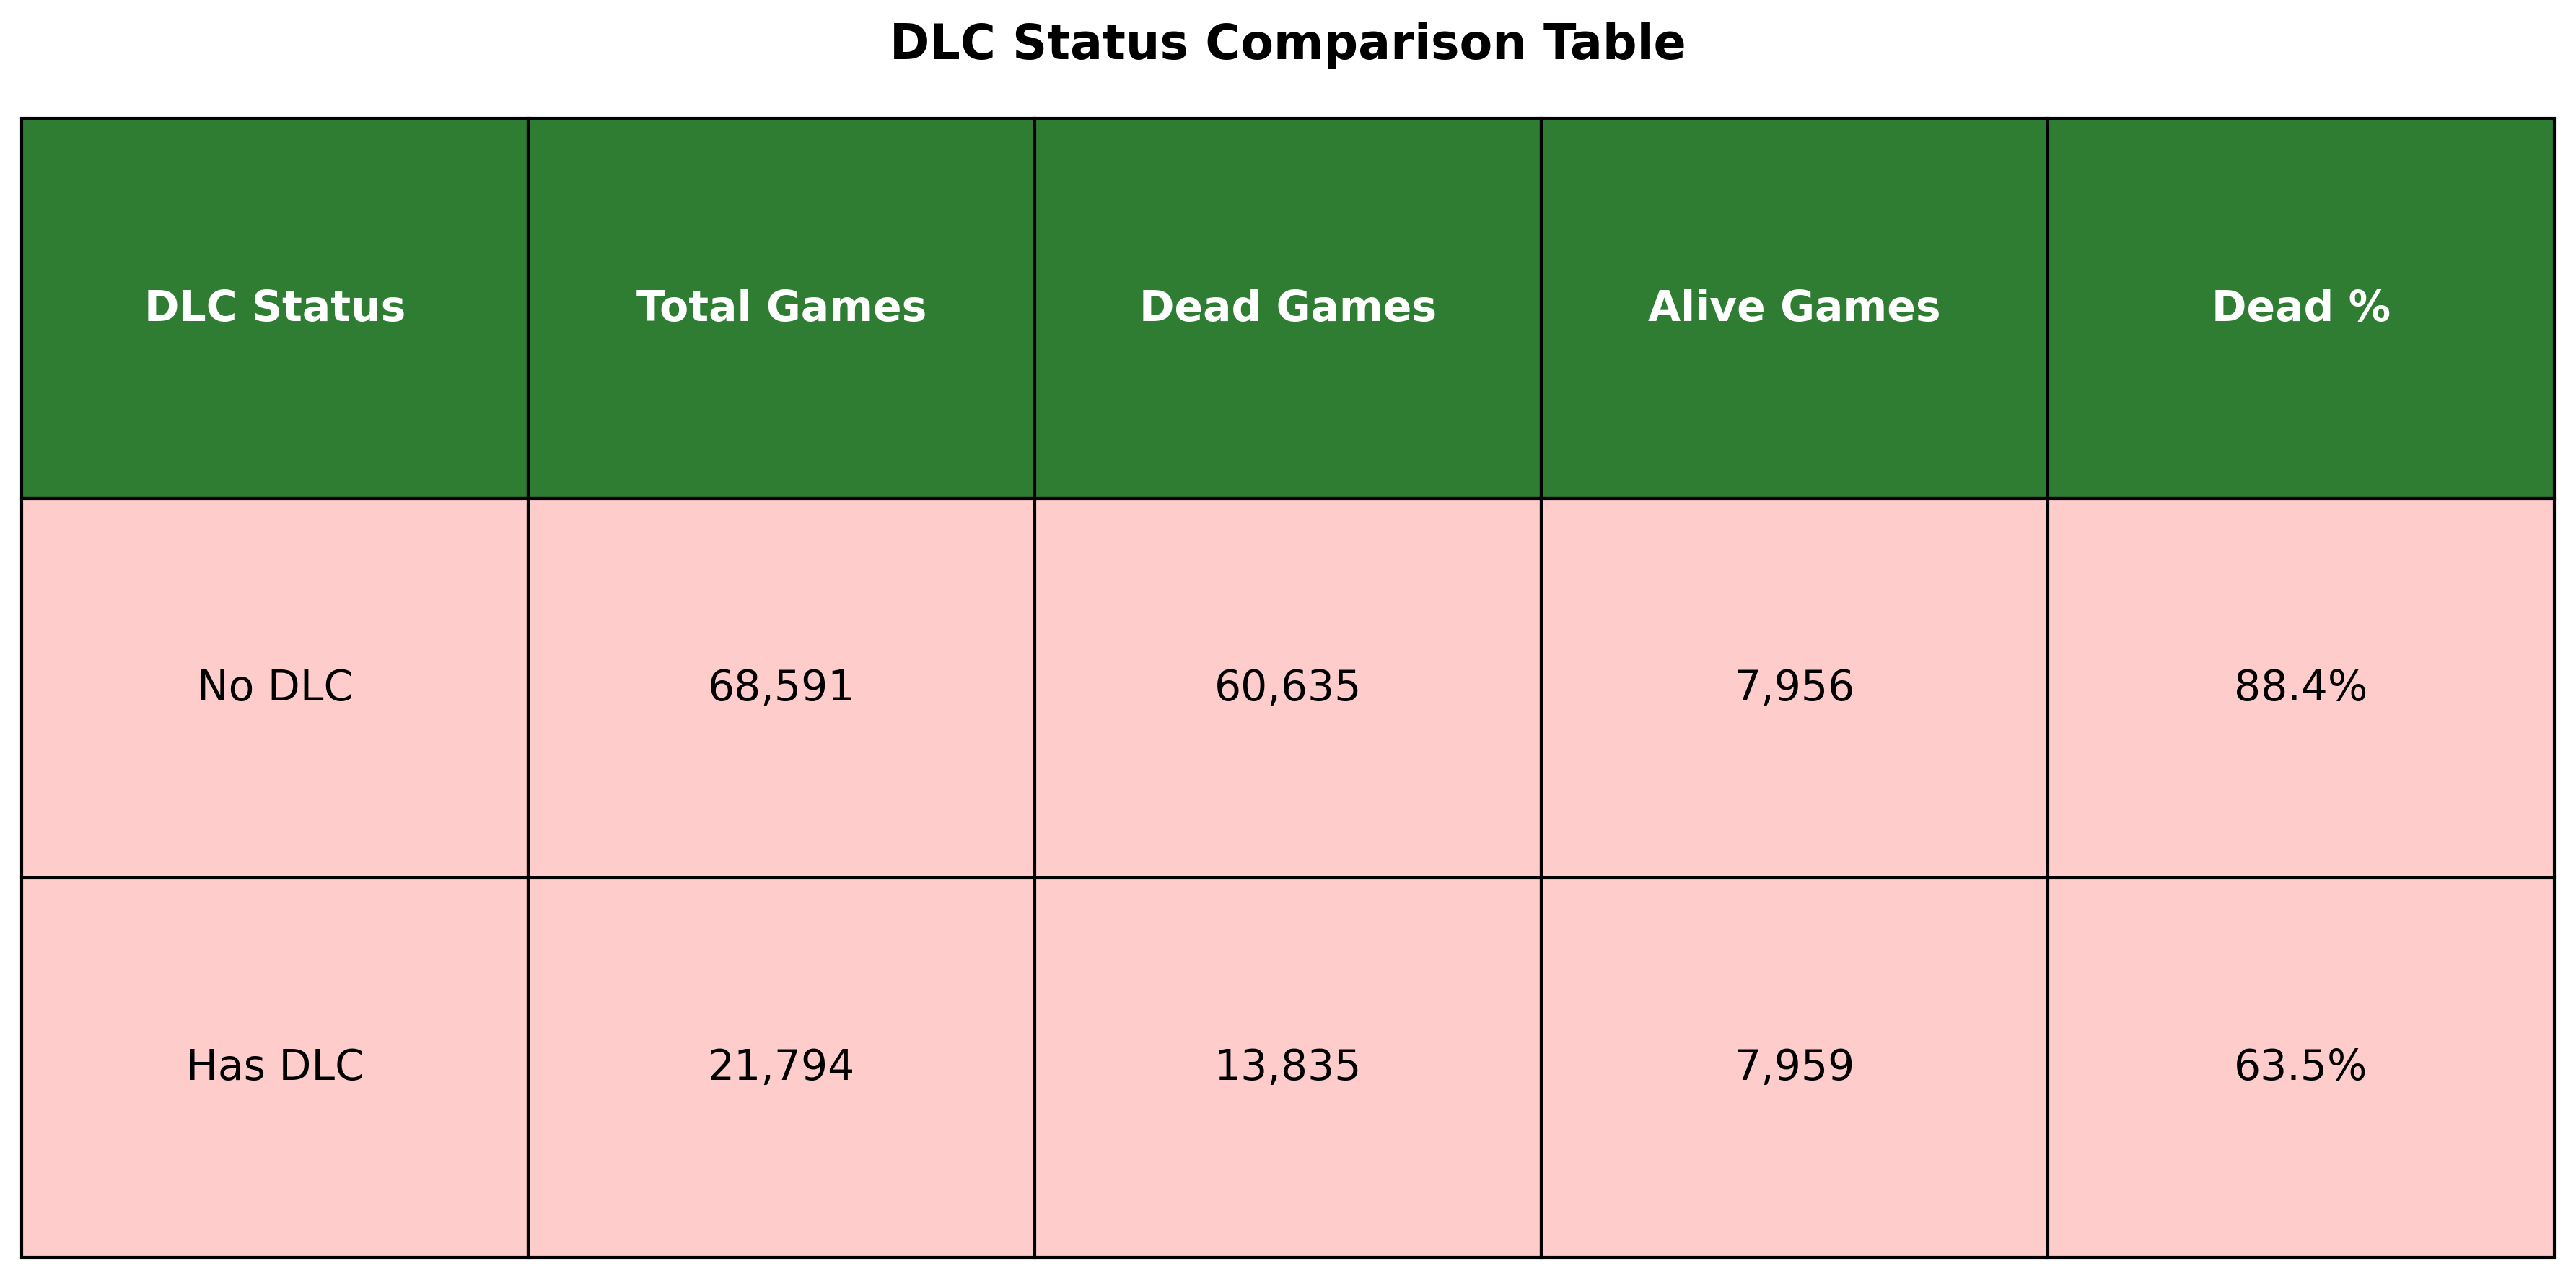 DLC Status Comparison Table
DLC Status Total Games Dead Games Alive Games Dead %
No DLC 68,591 60,635 7,956 88.4%
Has DLC 21,794 13,835 7,959 63.5%